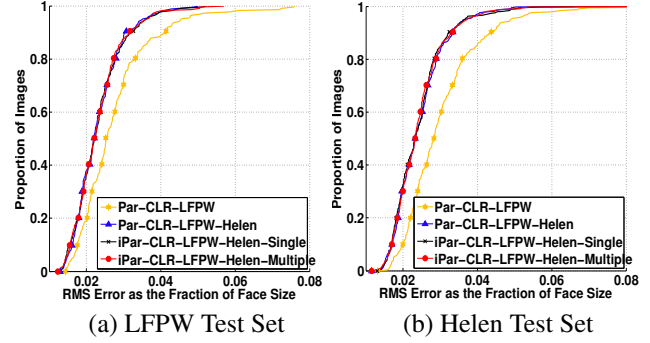 Proportion of Images
1
0.8
0.6
0.4
0.2
0
Par-CLR-LFPW
Par-CLR-LFPW-Helen
iPar-CLR-LFPW-Helen-Single
iPar-CLR-LFPW-Helen-Multiple
0.02 0.04 0.06 0.08
RMS Error as the Fraction of Face Size
(a) LFPW Test Set
Proportion of Images
1
0.8
0.6
0.4
0.2
0
Par-CLR-LFPW
Par-CLR-LFPW-Helen
iPar-CLR-LFPW-Helen-Single
iPar-CLR-LFPW-Helen-Multiple
0.02 0.04 0.06 0.08
RMS Error as the Fraction of Face Size
(b) Helen Test Set